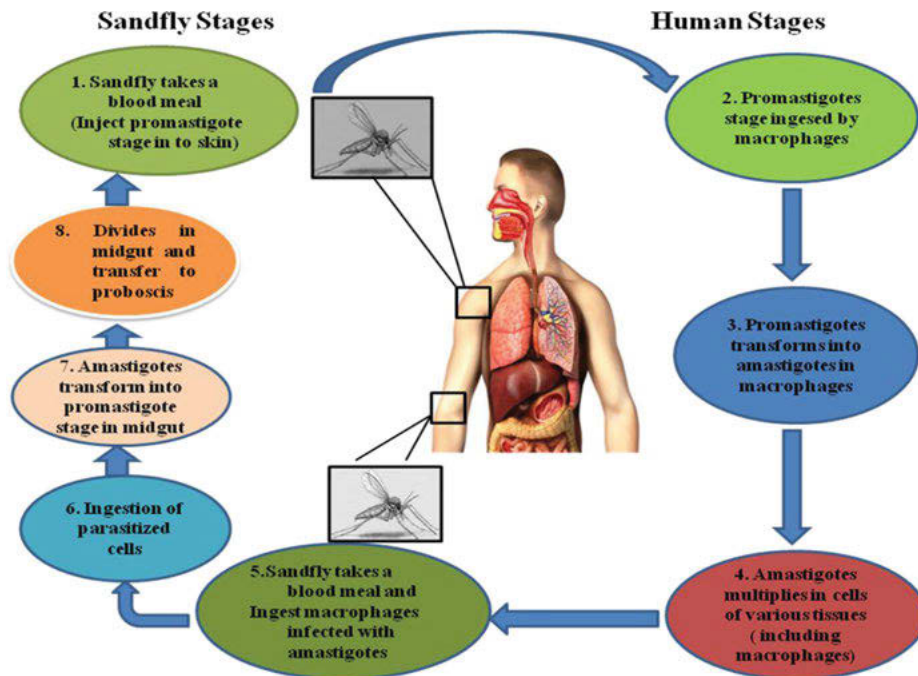 Sandfly Stages
Human Stages
1. Sandfly takes a
blood meal
(Inject promastigote
stage in to skin)
2. Promastigotes
stage ingesed by
macrophages
3. Promastigotes
transforms into
amastigotes in
macrophages
4. Amastigotes
multiplies in cells
of various tissues
( including
macrophages)
5.Sandfly takes a
blood meal and
Ingest macrophages
infected with
amastigotes
6. Ingestion of
parasitized
cells
7. Amastigotes
transform into
promastigote
stage in midgut
8. Divides in
midgut and
transfer to
proboscis